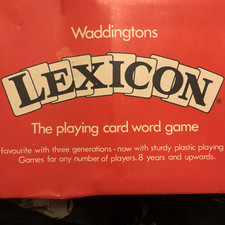 Waddingtons
LEXICON®
The playing card word game
favourite with three generations–now with sturdy plastic playing
Games for any number of players. 8 years and upwards.